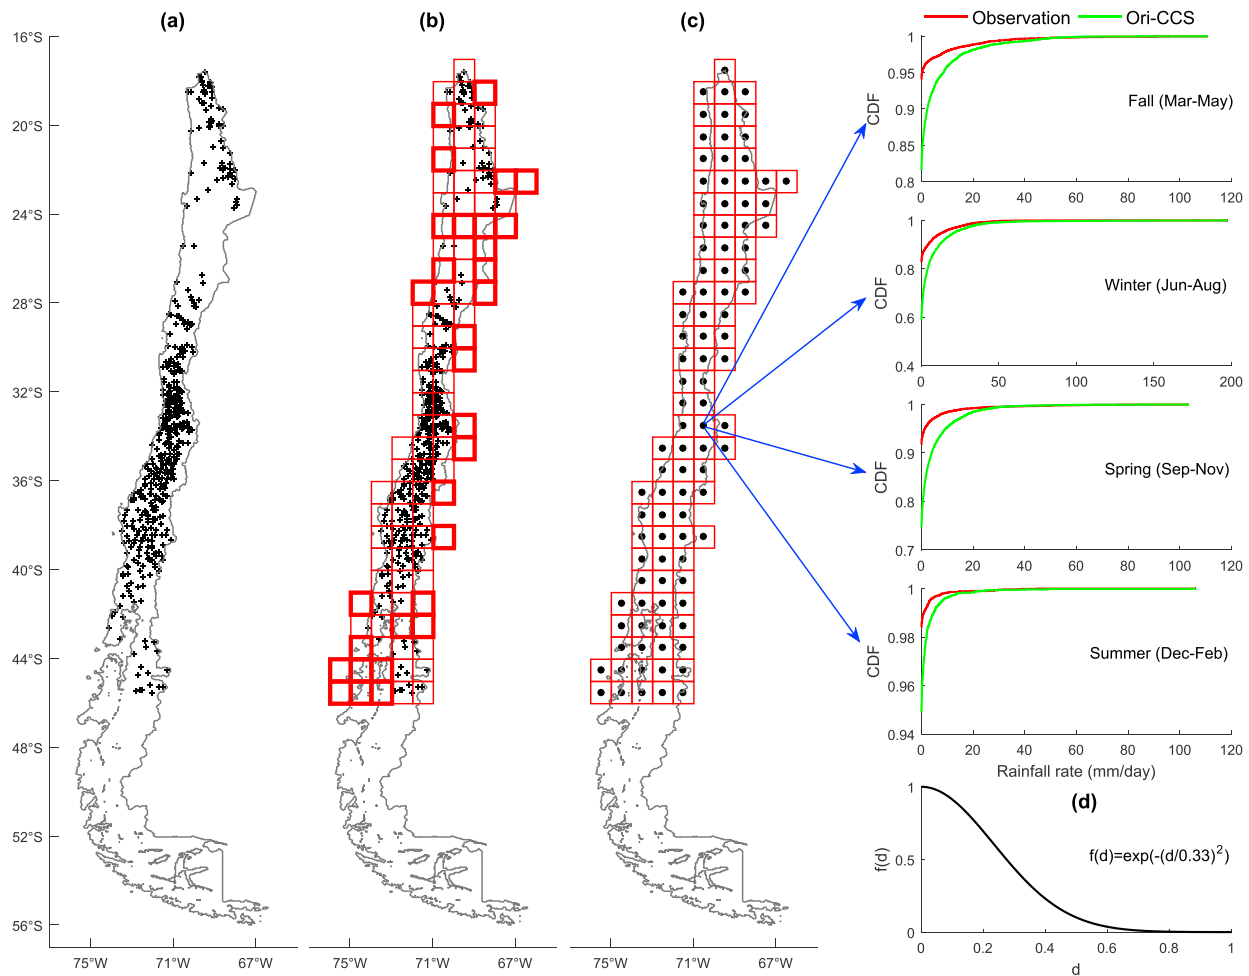 (a)
(b)
(c)
Observation
Ori-CCS
16°S
20°S
24°S
28°S
32°S
36°S
40°S
44°S
48°S
52°S
56°S
75°W 71°W 67°W
75°W 71°W 67°W
75°W 71°W 67°W
1
0.95
0.9
0.85
0.8
CDF
Fall (Mar-May)
0 20 40 60 80 100 120
1
0.8
0.6
0.4
CDF
Winter (Jun-Aug)
0 50 100 150 200
1
0.9
0.8
0.7
CDF
Spring (Sep-Nov)
0 20 40 60 80 100 120
1
0.98
0.96
0.94
CDF
Summer (Dec-Feb)
0 20 40 60 80 100 120
Rainfall rate (mm/day)
(d)
1
0.5
0
f(d)
f(d)=exp(-(d/0.33)²)
0 0.2 0.4 0.6 0.8 1
d